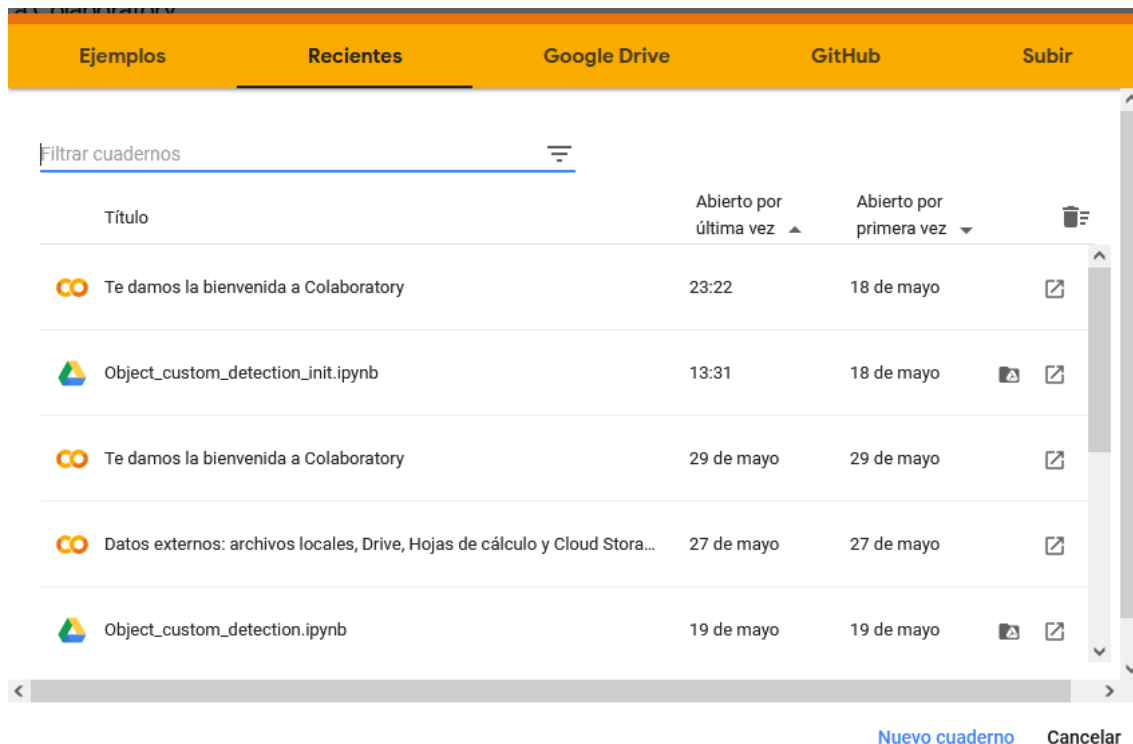 a Colaboratory
Ejemplos Recientes Google Drive GitHub Subir
Filtrar cuadernos
Título Abierto por última vez Abierto por primera vez
Te damos la bienvenida a Colaboratory 23:22 18 de mayo
Object_custom_detection_init.ipynb 13:31 18 de mayo
Te damos la bienvenida a Colaboratory 29 de mayo 29 de mayo
Datos externos: archivos locales, Drive, Hojas de cálculo y Cloud Stora... 27 de mayo 27 de mayo
Object_custom_detection.ipynb 19 de mayo 19 de mayo
Nuevo cuaderno Cancelar